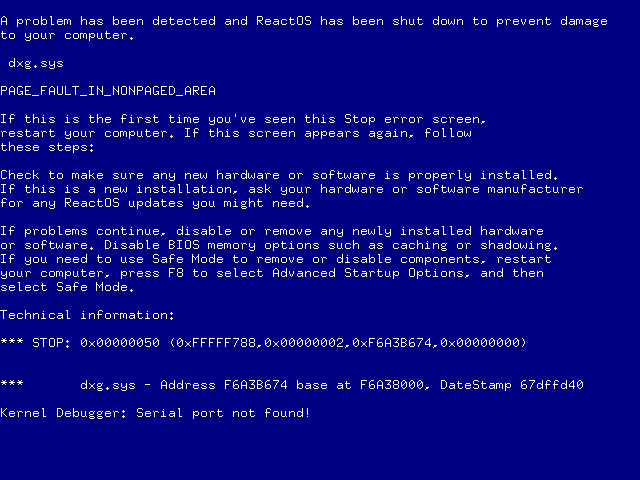 A problem has been detected and ReactOS has been shut down to prevent damage
to your computer.
dxg.sys
PAGE_FAULT_IN_NONPAGED_AREA
If this is the first time you've seen this Stop error screen,
restart your computer. If this screen appears again, follow
these steps:
Check to make sure any new hardware or software is properly installed.
If this is a new installation, ask your hardware or software manufacturer
for any ReactOS updates you might need.
If problems continue, disable or remove any newly installed hardware
or software. Disable BIOS memory options such as caching or shadowing.
If you need to use Safe Mode to remove or disable components, restart
your computer, press F8 to select Advanced Startup Options, and then
select Safe Mode.
Technical information:
*** STOP: 0x00000050 (0xFFFFF788,0x00000002,0xF6A3B674,0x00000000)
***       dxg.sys - Address F6A3B674 base at F6A38000, DateStamp 67dffd40
Kernel Debugger: Serial port not found!